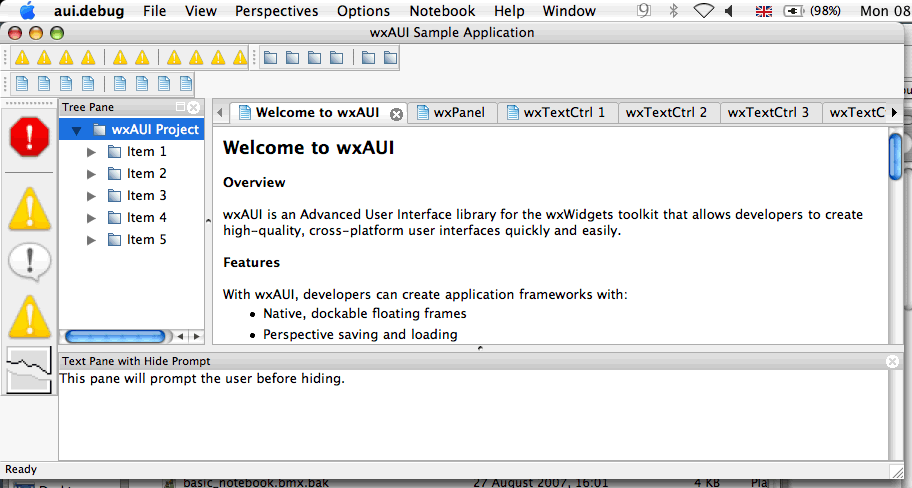 aui.debug File View Perspectives Options Notebook Help Window (98%) Mon 08
wxAUI Sample Application
Tree Pane
Welcome to wxAUI wxPanel wxTextCtrl 1 wxTextCtrl 2 wxTextCtrl 3 wxTextC
wxAUI Project
Item 1
Item 2
Item 3
Item 4
Item 5
Welcome to wxAUI
Overview
wxAUI is an Advanced User Interface library for the wxWidgets toolkit that allows developers to create
high-quality, cross-platform user interfaces quickly and easily.
Features
With wxAUI, developers can create application frameworks with:
• Native, dockable floating frames
• Perspective saving and loading
Text Pane with Hide Prompt
This pane will prompt the user before hiding.
Ready
basic_notebook.bmx.bak 27 August 2007, 16:01 4 KB Pla